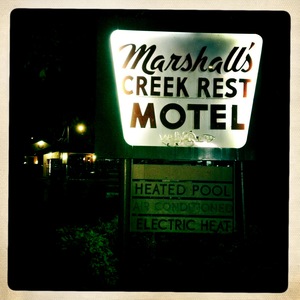 Marshall's
CREEK REST
MOTEL
HEATED POOL
AIR CONDITIONED
ELECTRIC HEAT